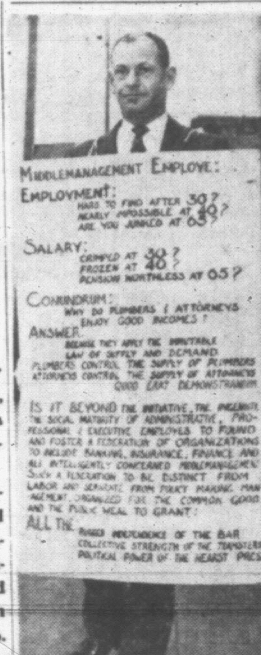 MIDDLEMANAGEMENT EMPLOYE:
EMPLOYMENT:
HARD TO FIND AFTER 30?
NEARLY IMPOSSIBLE AT 40?
ARE YOU JUNKED AT 65?
SALARY:
CRIMPED AT 30?
FROZEN AT 40?
PENSION WORTHLESS AT 65?
CONUNDRUM:
WHY DO PLUMBERS & ATTORNEYS
ENJOY GOOD INCOMES?
ANSWER:
BECAUSE THEY APPLY THE IMMUTABLE
LAW OF SUPPLY AND DEMAND
PLUMBERS CONTROL THE SUPPLY OF PLUMBERS
ATTORNEYS CONTROL THE SUPPLY OF ATTORNEYS
QUOD ERAT DEMONSTRANDUM
IS IT BEYOND THE INITIATIVE, THE
THE SOCIAL MATURITY OF ADMINISTRATIVE, PRO-
FESSIONAL & EXECUTIVE EMPLOYES TO FOUND
AND FOSTER A FEDERATION OF ORGANIZATIONS
TO INCLUDE BANKING, INSURANCE, FINANCE AND
ALL INTELLIGENTLY CONCERNED MIDDLEMANAGEMENT
SUCH A FEDERATION TO BE DISTINCT FROM
LABOR AND SEPARATE FROM POLICY MAKING MAN
AGEMENT, ORGANIZED FOR THE COMMON GOOD
AND THE PUBLIC WEAL TO GRANT:
ALL THE
RUGGED INDEPENDENCE OF THE BAR
COLLECTIVE STRENGTH OF THE TEAMSTERS
POLITICAL POWER OF THE HEARST PRES